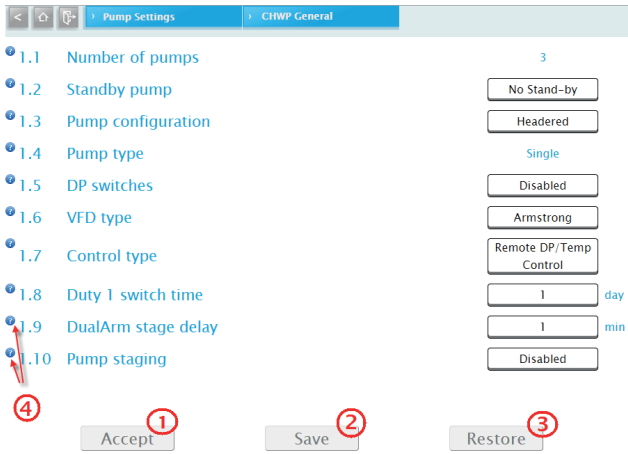 < › Pump Settings › CHWP General
? 1.1 Number of pumps 3
? 1.2 Standby pump No Stand-by
? 1.3 Pump configuration Headered
? 1.4 Pump type Single
? 1.5 DP switches Disabled
? 1.6 VFD type Armstrong
? 1.7 Control type Remote DP/Temp
Control
? 1.8 Duty 1 switch time 1 day
? 1.9 DualArm stage delay 1 min
? 1.10 Pump staging Disabled
4
1 2 3
Accept Save Restore